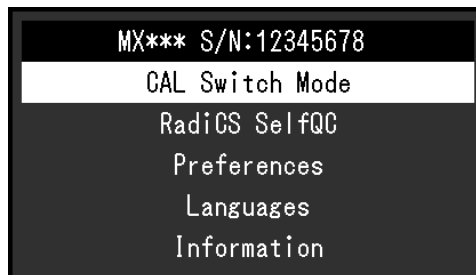 MX*** S/N:12345678
CAL Switch Mode
RadiCS SelfQC
Preferences
Languages
Information